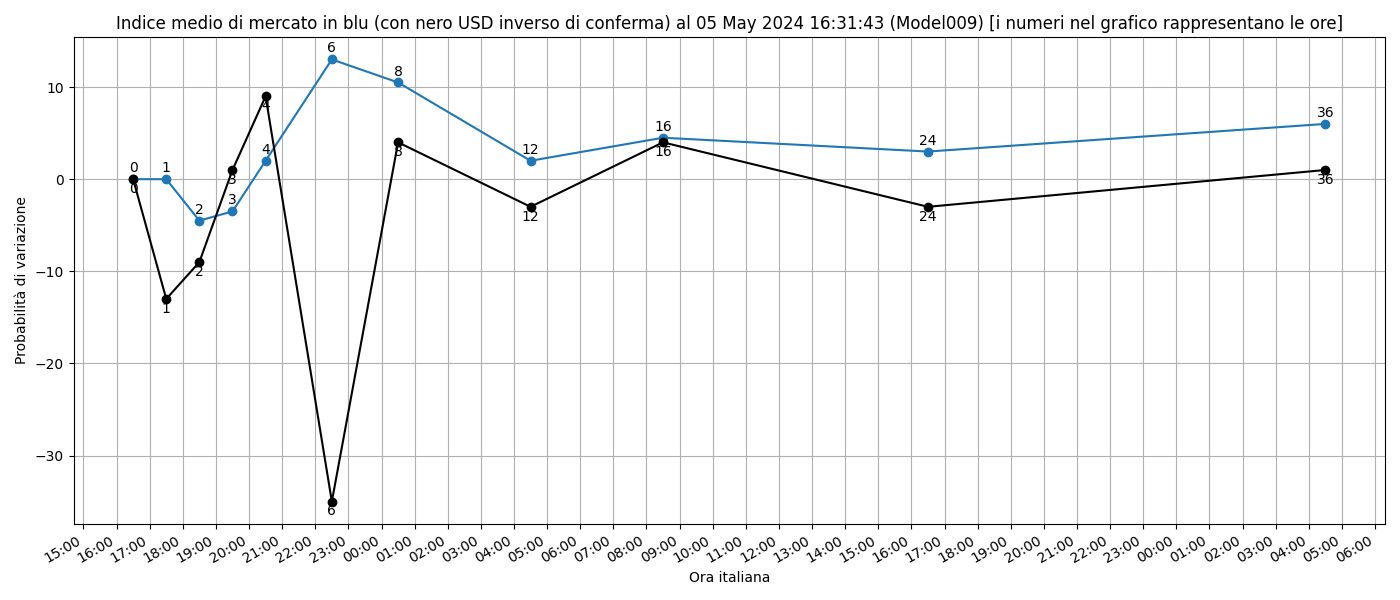 Indice medio di mercato in blu (con nero USD inverso di conferma) al 05 May 2024 16:31:43 (Model009) [i numeri nel grafico rappresentano le ore]
Probabilità di variazione
10
0
−10
−20
−30
0 1 2 3 4 6 8 12 16 24 36
0 1 2 3 4 6 8 12 16 24 36
15:00 16:00 17:00 18:00 19:00 20:00 21:00 22:00 23:00 00:00 01:00 02:00 03:00 04:00 05:00 06:00 07:00 08:00 09:00 10:00 11:00 12:00 13:00 14:00 15:00 16:00 17:00 18:00 19:00 20:00 21:00 22:00 23:00 00:00 01:00 02:00 03:00 04:00 05:00 06:00
Ora italiana